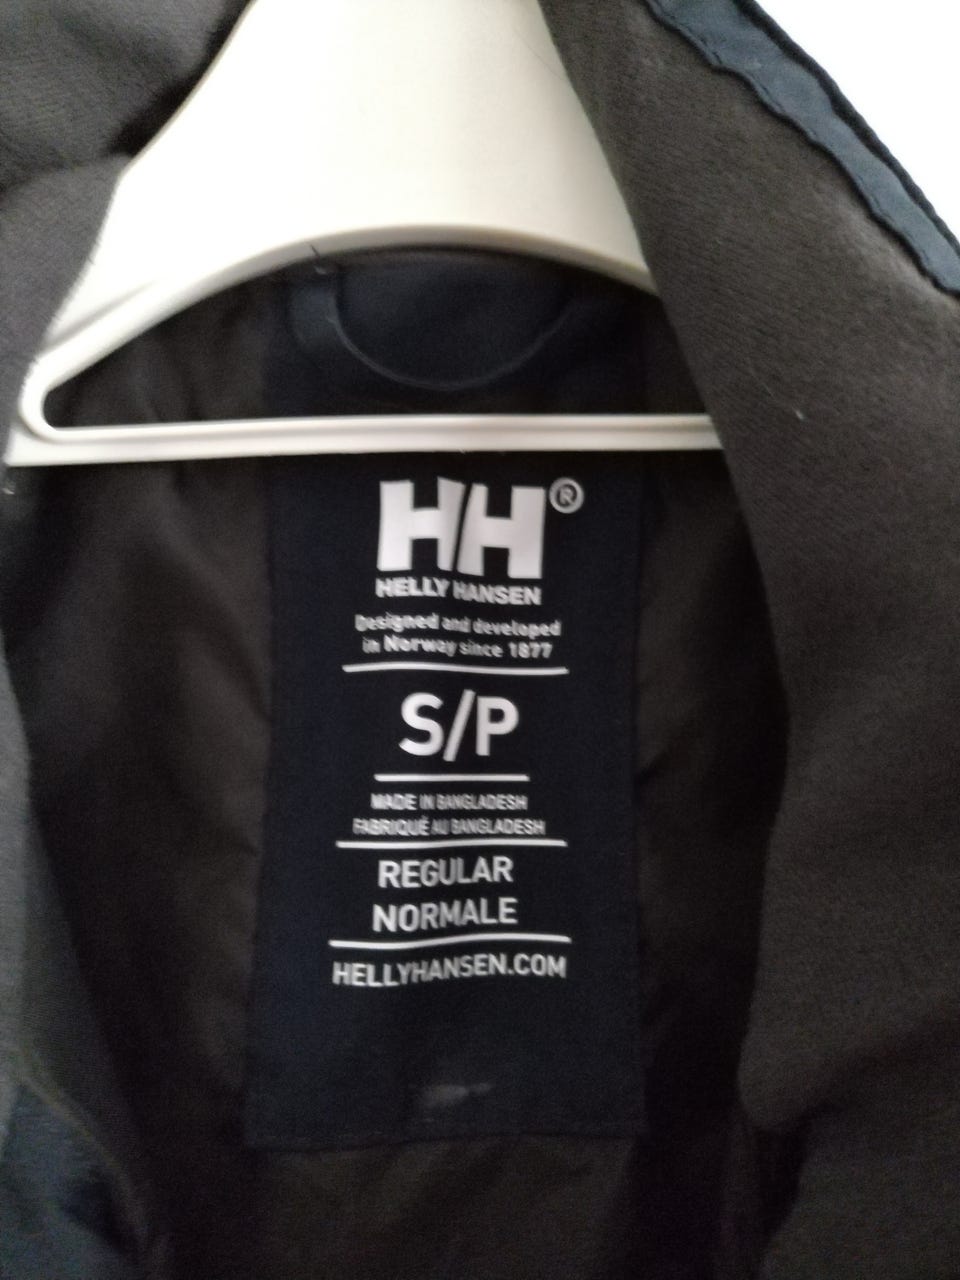 HH®
HELLY HANSEN
Designed and developed
in Norway since 1877
S/P
MADE IN BANGLADESH
FABRIQUÉ AU BANGLADESH
REGULAR
NORMALE
HELLYHANSEN.COM